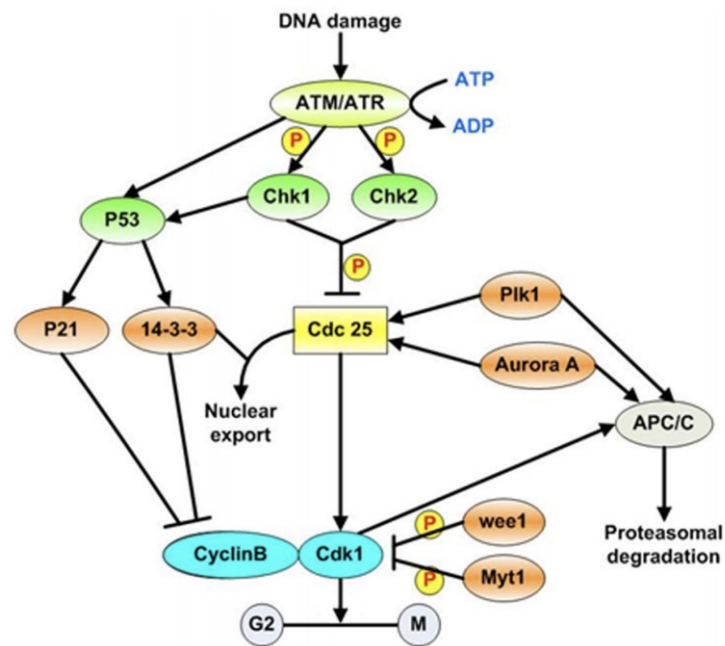 DNA damage
ATM/ATR
ATP
ADP
P
P
Chk1
Chk2
P53
P
P21
14-3-3
Cdc 25
Plk1
Aurora A
Nuclear
export
APC/C
CyclinB
Cdk1
P
wee1
P
Myt1
Proteasomal
degradation
G2
M